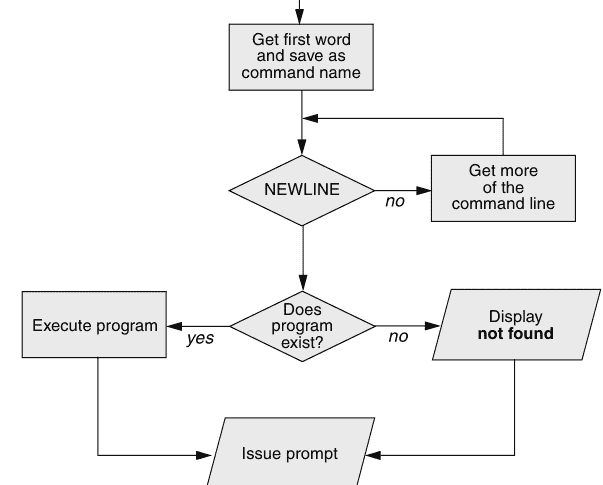 Get first word
and save as
command name
NEWLINE
no
Get more
of the
command line
Execute program
yes
Does
program
exist?
no
Display
not found
Issue prompt